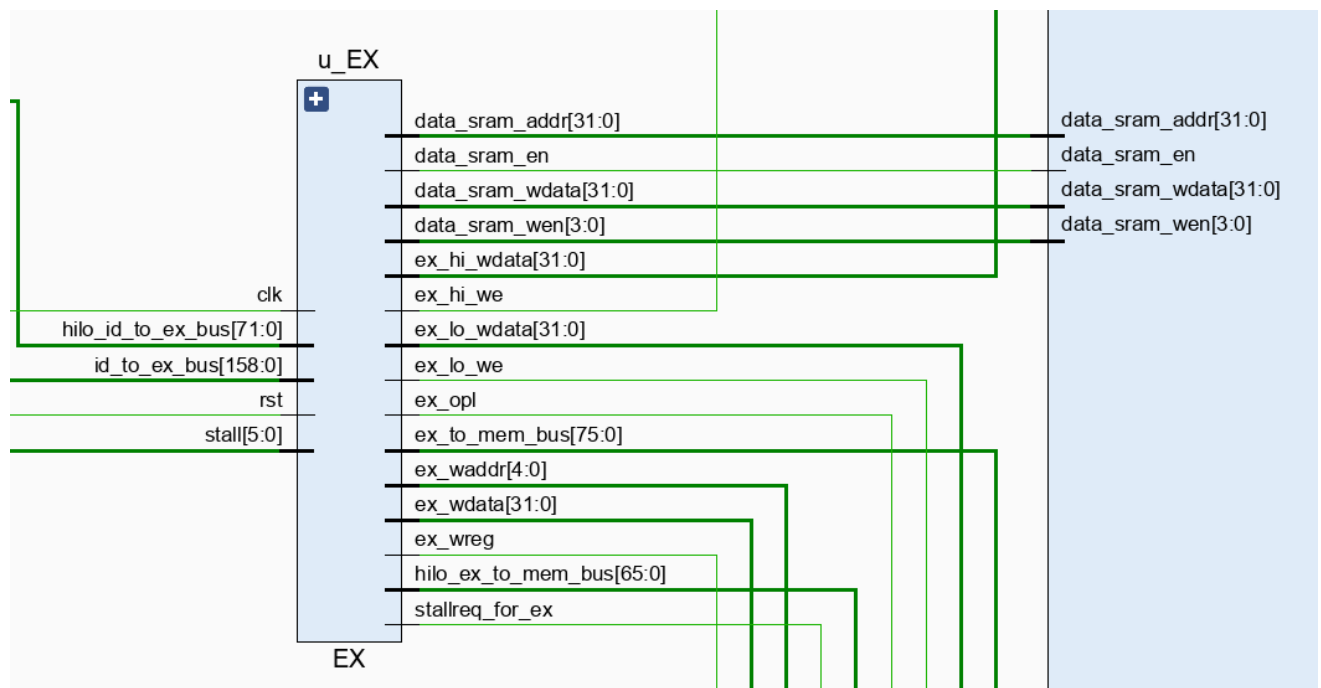 u_EX
data_sram_addr[31:0]
data_sram_en
data_sram_wdata[31:0]
data_sram_wen[3:0]
ex_hi_wdata[31:0]
ex_hi_we
ex_lo_wdata[31:0]
ex_lo_we
ex_opl
ex_to_mem_bus[75:0]
ex_waddr[4:0]
ex_wdata[31:0]
ex_wreg
hilo_ex_to_mem_bus[65:0]
stallreq_for_ex
clk
hilo_id_to_ex_bus[71:0]
id_to_ex_bus[158:0]
rst
stall[5:0]
EX
data_sram_addr[31:0]
data_sram_en
data_sram_wdata[31:0]
data_sram_wen[3:0]